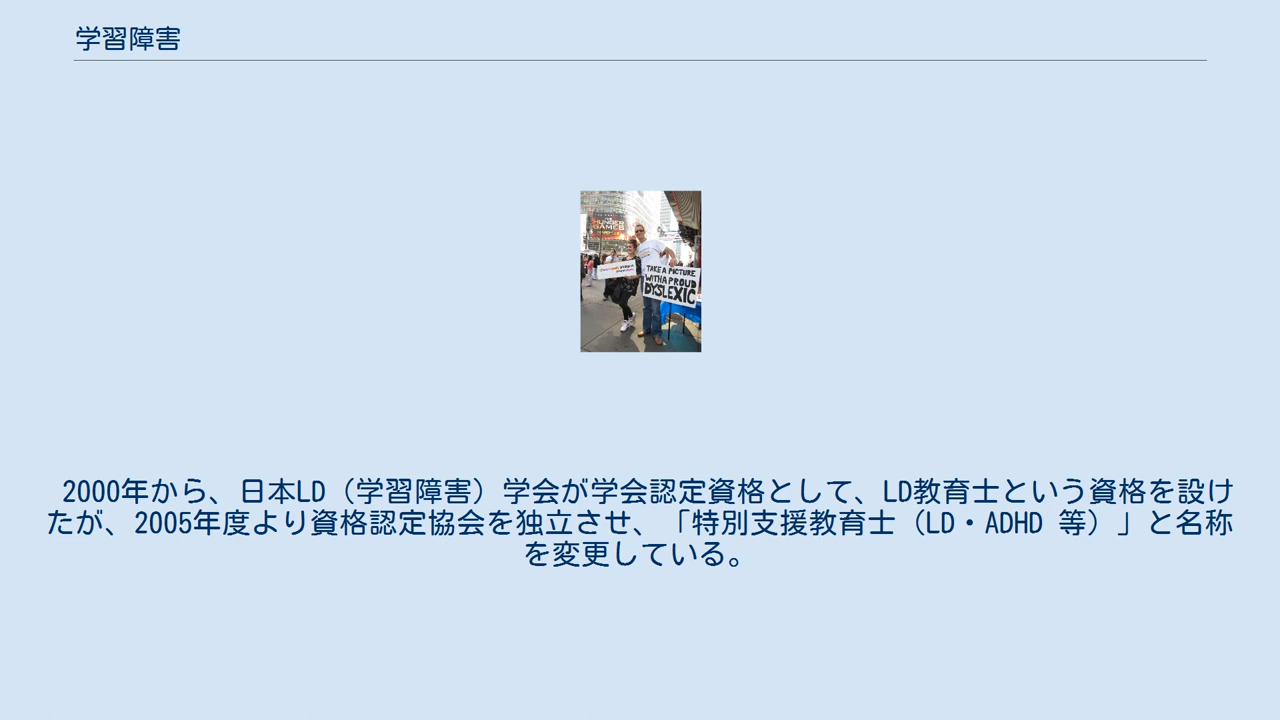 学習障害
HUNGER
GAMES
TAKE A PICTURE
WITH A PROUD
DYSLEXIC
2000年から、日本LD（学習障害）学会が学会認定資格として、LD教育士という資格を設け
たが、2005年度より資格認定協会を独立させ、「特別支援教育士（LD・ADHD 等）」と名称
を変更している。